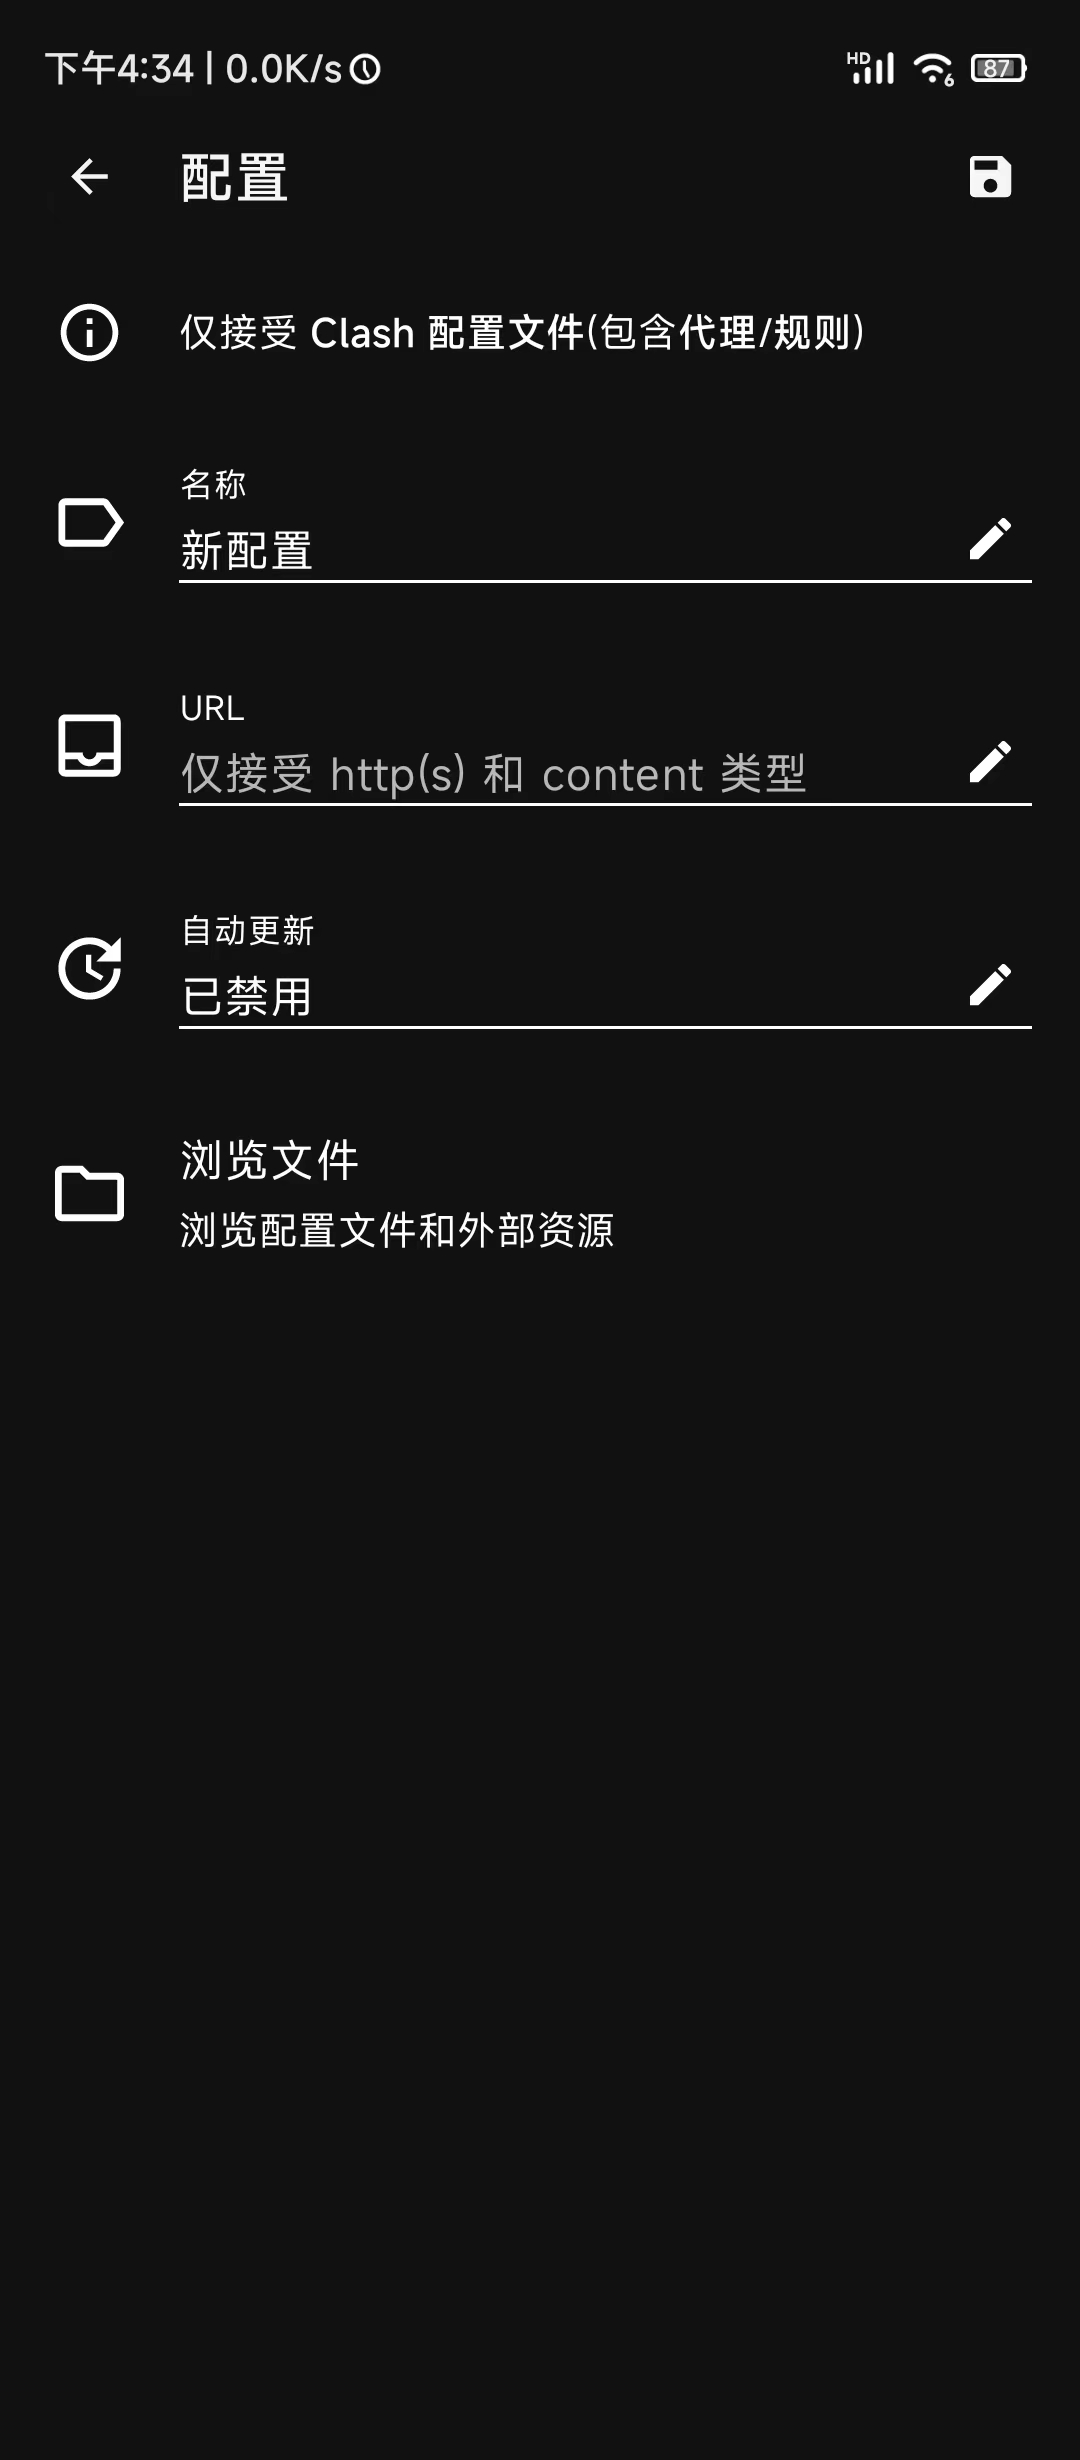 下午4:34 | 0.0K/s
HD
6
87
配置
仅接受 Clash 配置文件(包含代理/规则)
名称
新配置
URL
仅接受 http(s) 和 content 类型
自动更新
已禁用
浏览文件
浏览配置文件和外部资源